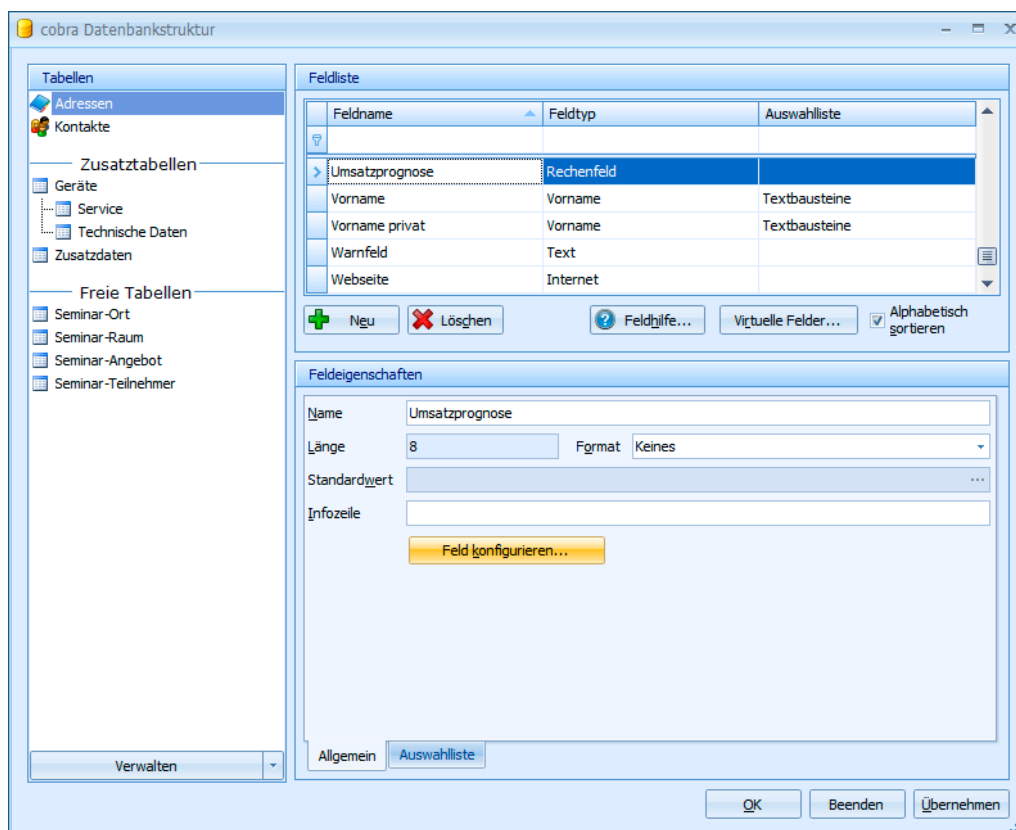 cobra Datenbankstruktur
Tabellen
Adressen
Kontakte
Zusatztabellen
Geräte
Service
Technische Daten
Zusatzdaten
Freie Tabellen
Seminar-Ort
Seminar-Raum
Seminar-Angebot
Seminar-Teilnehmer
Verwalten
Feldliste
Feldname Feldtyp Auswahlliste
Umsatzprognose Rechenfeld
Vorname Vorname Textbausteine
Vorname privat Vorname Textbausteine
Warnfeld Text
Webseite Internet
Neu Löschen Feldhilfe... Virtuelle Felder... Alphabetisch
sortieren
Feldeigenschaften
Name Umsatzprognose
Länge 8 Format Keines
Standardwert ...
Infozeile
Feld konfigurieren...
Allgemein Auswahlliste
OK Beenden Übernehmen